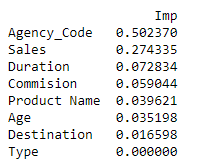 Imp
Agency_Code 0.502370
Sales 0.274335
Duration 0.072834
Commision 0.059044
Product Name 0.039621
Age 0.035198
Destination 0.016598
Type 0.000000